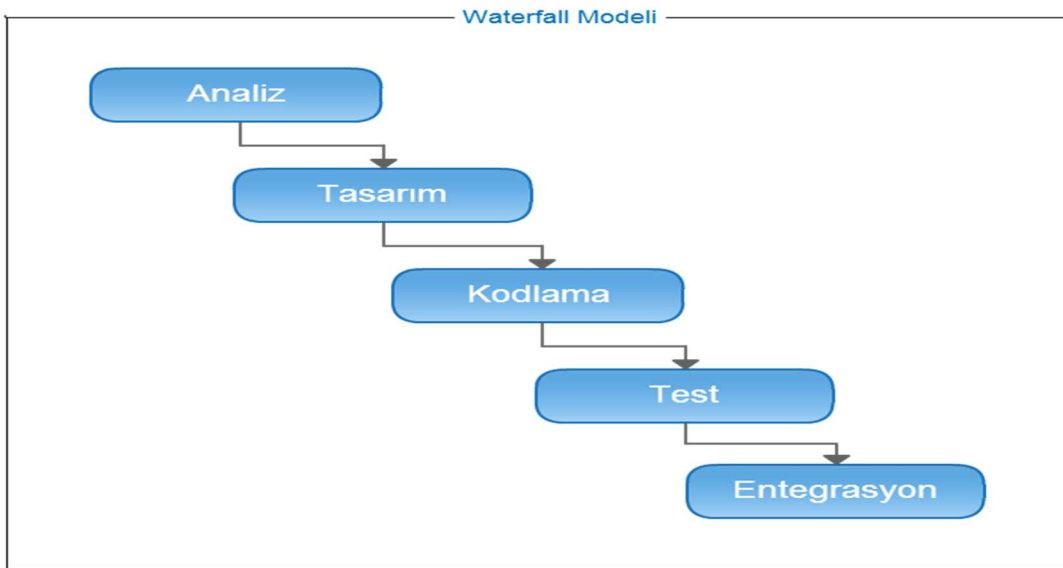 Waterfall Modeli
Analiz
Tasarım
Kodlama
Test
Entegrasyon